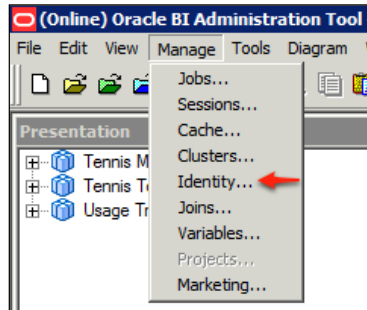 (Online) Oracle BI Administration Tool
File Edit View Manage Tools Diagram
Jobs...
Sessions...
Cache...
Clusters...
Identity...
Joins...
Variables...
Projects...
Marketing...
Presentation
Tennis M
Tennis T
Usage Tr